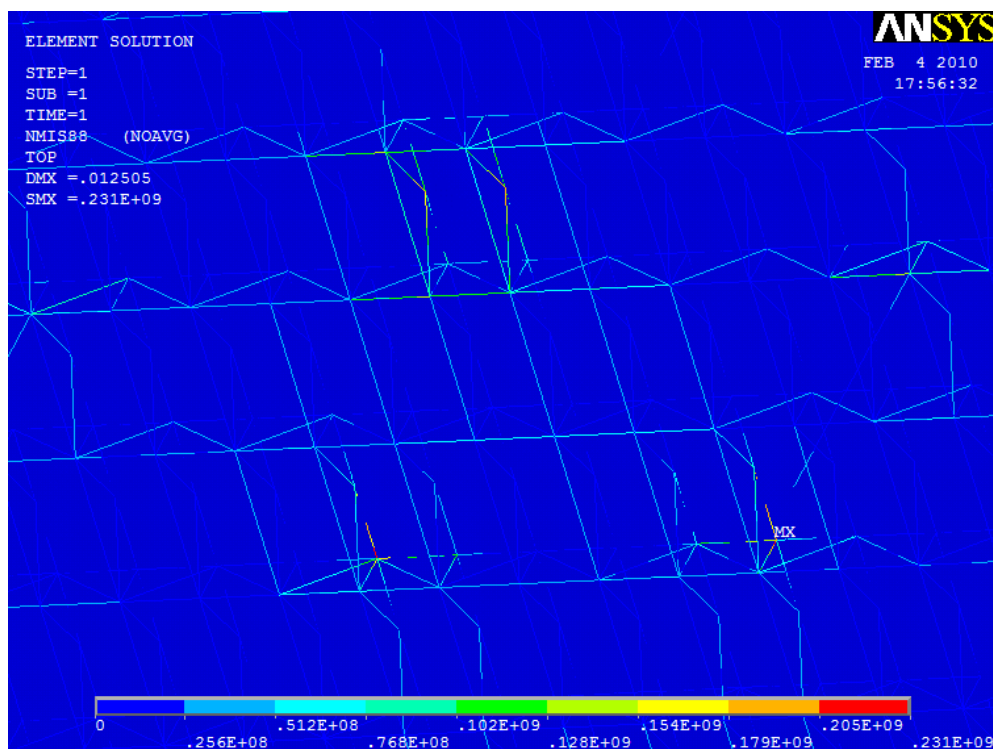 ELEMENT SOLUTION
STEP=1
SUB =1
TIME=1
NMIS88 (NOAVG)
TOP
DMX =.012505
SMX =.231E+09
ANSYS
FEB 4 2010
17:56:32
MX
0 .512E+08 .102E+09 .154E+09 .205E+09
.256E+08 .768E+08 .128E+09 .179E+09 .231E+09